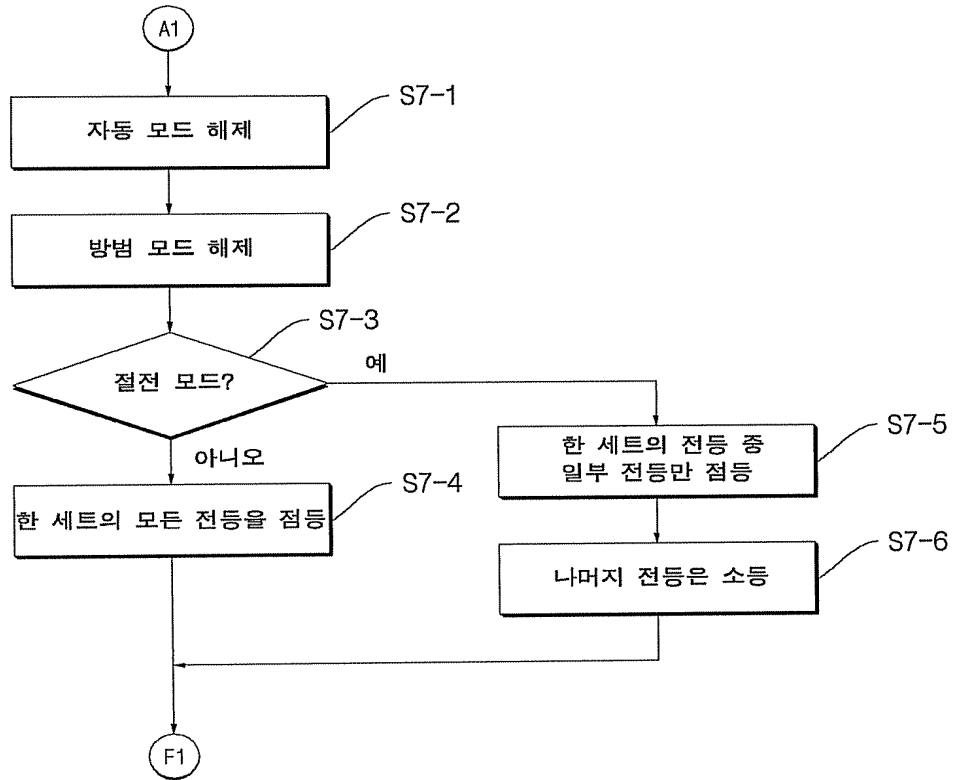 A1
S7-1
자동 모드 해제
S7-2
방범 모드 해제
S7-3
절전 모드?
예
아니오
S7-4
한 세트의 모든 전등을 점등
S7-5
한 세트의 전등 중
일부 전등만 점등
S7-6
나머지 전등은 소등
F1